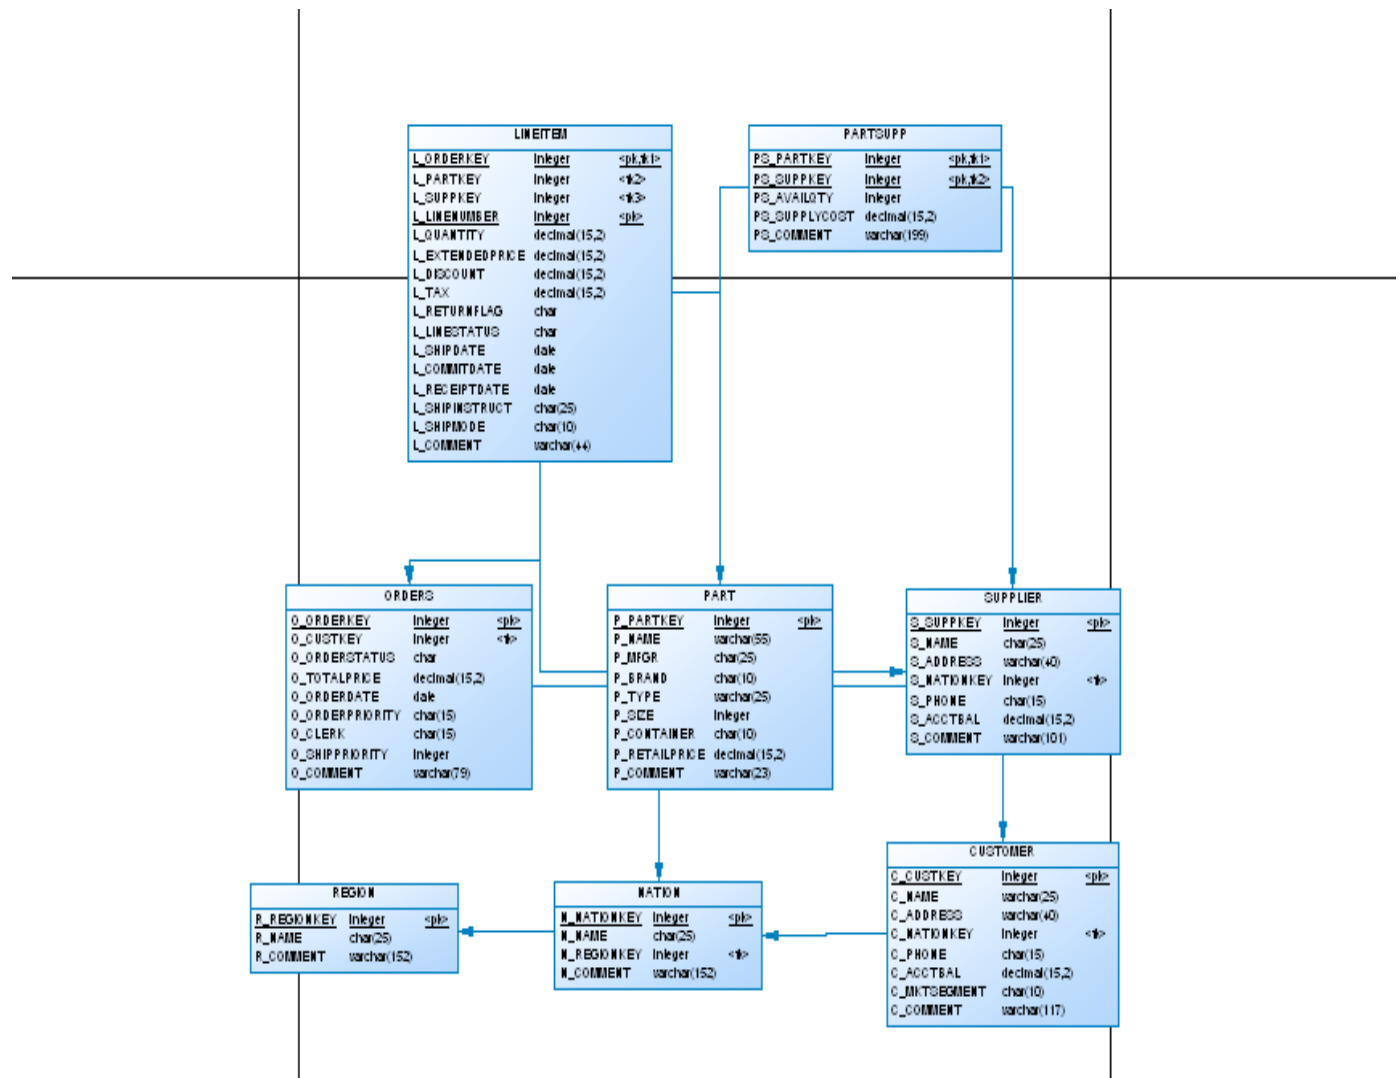 LINEITEM
L_ORDERKEY Integer <pk,fk1>
L_PARTKEY Integer <fk2>
L_SUPPKEY Integer <fk3>
L_LINENUMBER Integer <pk>
L_QUANTITY decimal(15,2)
L_EXTENDEDPRICE decimal(15,2)
L_DISCOUNT decimal(15,2)
L_TAX decimal(15,2)
L_RETURNFLAG char
L_LINESTATUS char
L_SHIPDATE date
L_COMMITDATE date
L_RECEIPTDATE date
L_SHIPINSTRUCT char(25)
L_SHIPMODE char(10)
L_COMMENT varchar(44)
PARTSUPP
PS_PARTKEY Integer <pk,fk1>
PS_SUPPKEY Integer <pk,fk2>
PS_AVAILQTY Integer
PS_SUPPLYCOST decimal(15,2)
PS_COMMENT varchar(199)
ORDERS
O_ORDERKEY Integer <pk>
O_CUSTKEY Integer <fk>
O_ORDERSTATUS char
O_TOTALPRICE decimal(15,2)
O_ORDERDATE date
O_ORDERPRIORITY char(15)
O_CLERK char(15)
O_SHIPPRIORITY Integer
O_COMMENT varchar(79)
PART
P_PARTKEY Integer <pk>
P_NAME varchar(55)
P_MFGR char(25)
P_BRAND char(10)
P_TYPE varchar(25)
P_SIZE Integer
P_CONTAINER char(10)
P_RETAILPRICE decimal(15,2)
P_COMMENT varchar(23)
SUPPLIER
S_SUPPKEY Integer <pk>
S_NAME char(25)
S_ADDRESS varchar(40)
S_NATIONKEY Integer <fk>
S_PHONE char(15)
S_ACCTBAL decimal(15,2)
S_COMMENT varchar(101)
REGION
R_REGIONKEY Integer <pk>
R_NAME char(25)
R_COMMENT varchar(152)
NATION
N_NATIONKEY Integer <pk>
N_NAME char(25)
N_REGIONKEY Integer <fk>
N_COMMENT varchar(152)
CUSTOMER
C_CUSTKEY Integer <pk>
C_NAME varchar(25)
C_ADDRESS varchar(40)
C_NATIONKEY Integer <fk>
C_PHONE char(15)
C_ACCTBAL decimal(15,2)
C_MKTSEGMENT char(10)
C_COMMENT varchar(117)